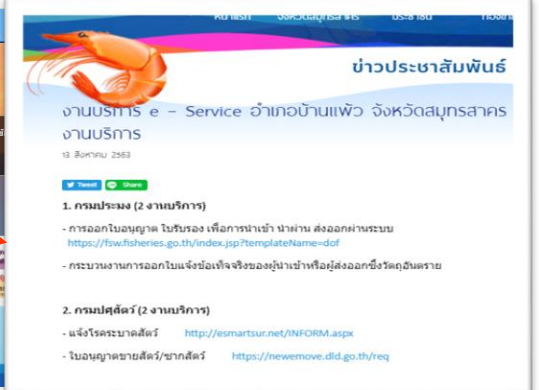 หน้าแรก จังหวัดสมุทรสาคร ประชาชน
ข่าวประชาสัมพันธ์
งานบริการ e – Service อำเภอบ้านแพ้ว จังหวัดสมุทรสาคร
งานบริการ
13 สิงหาคม 2563
Tweet Share
1. กรมประมง (2 งานบริการ)
- การออกใบอนุญาต ใบรับรอง เพื่อการนำเข้า นำผ่าน ส่งออกผ่านระบบ
https://fsw.fisheries.go.th/index.jsp?templateName=dof
- กระบวนงานการออกใบแจ้งข้อเท็จจริงของผู้นำเข้าหรือผู้ส่งออกซึ่งวัตถุอันตราย
2. กรมปศุสัตว์ (2 งานบริการ)
- แจ้งโรคระบาดสัตว์ http://esmartsur.net/INFORM.aspx
- ใบอนุญาตขายสัตว์/ซากสัตว์ https://newemove.dld.go.th/req